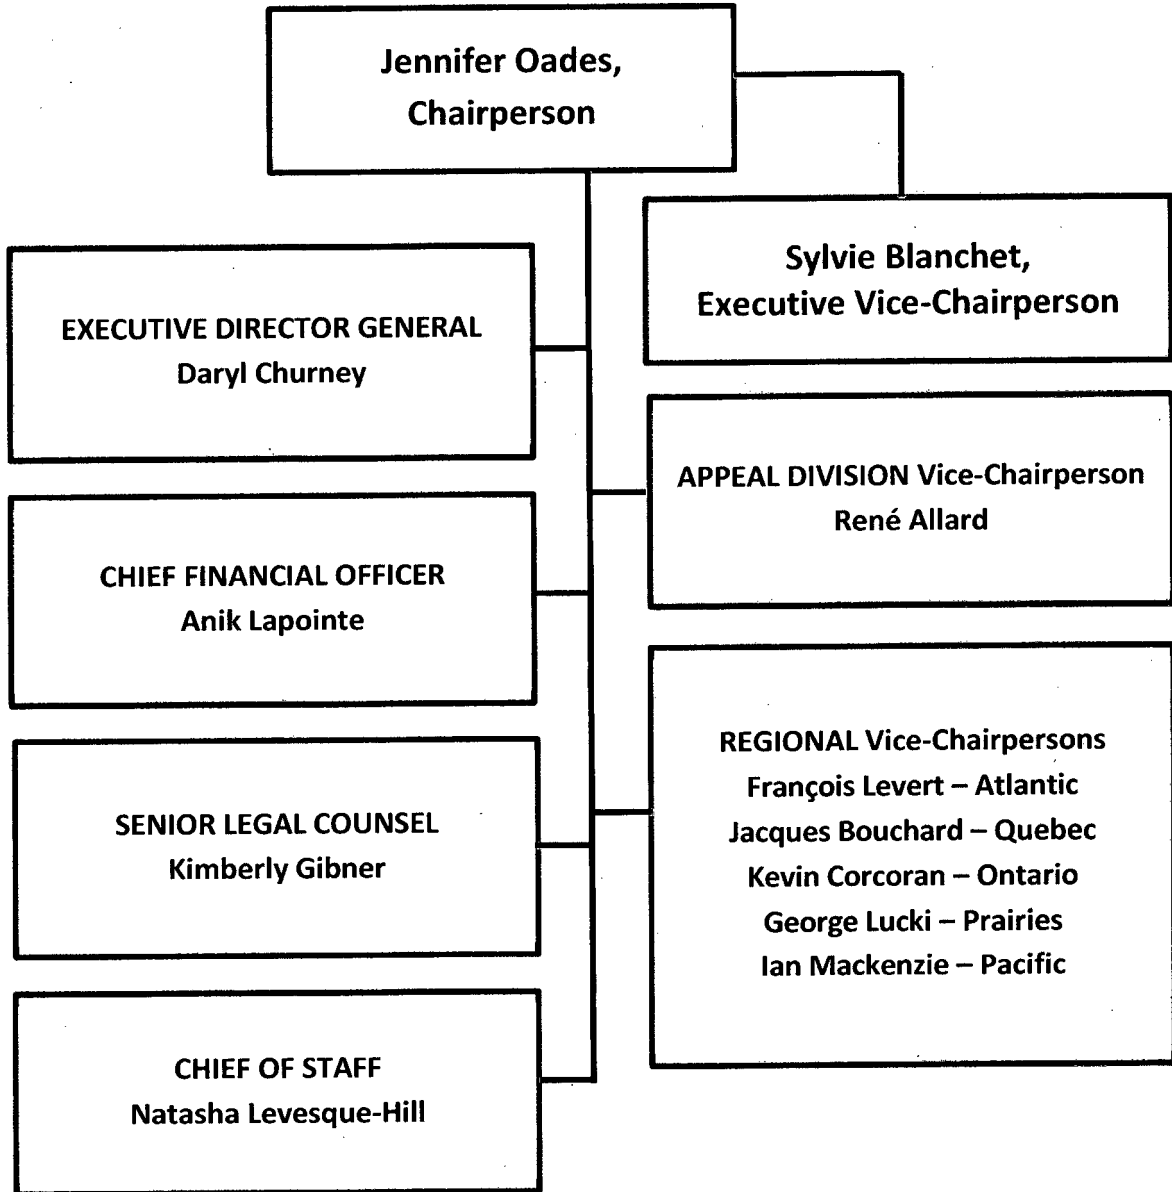 Jennifer Oades,
Chairperson
Sylvie Blanchet,
Executive Vice-Chairperson
EXECUTIVE DIRECTOR GENERAL
Daryl Churney
APPEAL DIVISION Vice-Chairperson
René Allard
CHIEF FINANCIAL OFFICER
Anik Lapointe
REGIONAL Vice-Chairpersons
François Levert – Atlantic
Jacques Bouchard – Quebec
Kevin Corcoran – Ontario
George Lucki – Prairies
Ian Mackenzie – Pacific
SENIOR LEGAL COUNSEL
Kimberly Gibner
CHIEF OF STAFF
Natasha Levesque-Hill